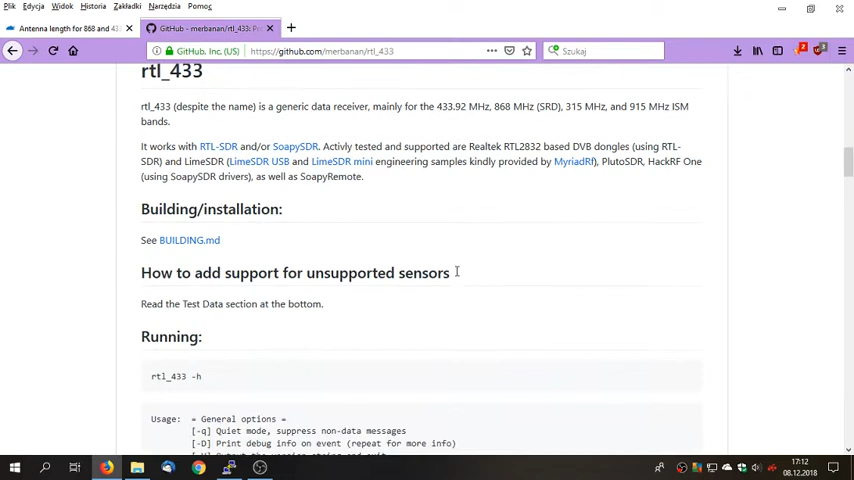 Plik Edycja Widok Historia Zakładki Narzędzia Pomoc
Antenna length for 868 and 433
GitHub - merbanan/rtl_433: Pr
GitHub, Inc. (US) https://github.com/merbanan/rtl_433 Szukaj
rtl_433
rtl_433 (despite the name) is a generic data receiver, mainly for the 433.92 MHz, 868 MHz (SRD), 315 MHz, and 915 MHz ISM
bands.
It works with RTL-SDR and/or SoapySDR. Activly tested and supported are Realtek RTL2832 based DVB dongles (using RTL-
SDR) and LimeSDR (LimeSDR USB and LimeSDR mini engineering samples kindly provided by MyriadRf), PlutoSDR, HackRF One
(using SoapySDR drivers), as well as SoapyRemote.
Building/installation:
See BUILDING.md
How to add support for unsupported sensors
Read the Test Data section at the bottom.
Running:
rtl_433 -h
Usage: = General options =
[-q] Quiet mode, suppress non-data messages
[-D] Print debug info on event (repeat for more info)
17:12
08.12.2018